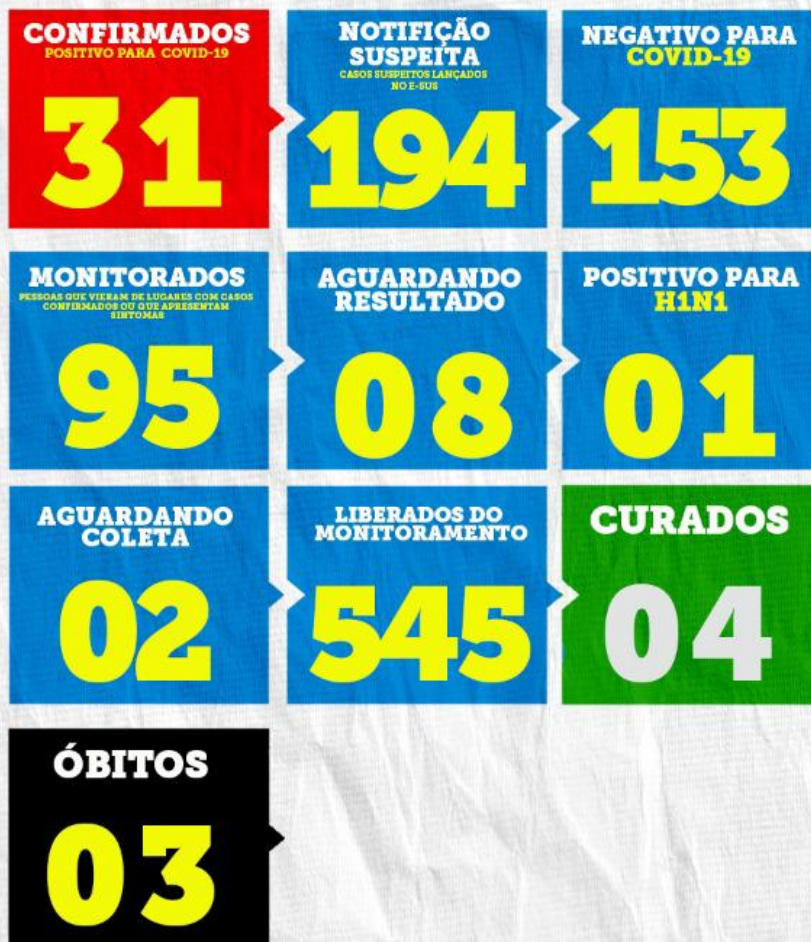 CONFIRMADOS
POSITIVO PARA COVID-19
31
NOTIFIÇÃO
SUSPEITA
CASOS SUSPEITOS LANÇADOS
NO E-SUS
194
NEGATIVO PARA
COVID-19
153
MONITORADOS
PESSOAS QUE VIERAM DE LUGARES COM CASOS
CONFIRMADOS OU QUE APRESENTAM
SINTOMAS
95
AGUARDANDO
RESULTADO
08
POSITIVO PARA
H1N1
01
AGUARDANDO
COLETA
02
LIBERADOS DO
MONITORAMENTO
545
CURADOS
04
ÓBITOS
03